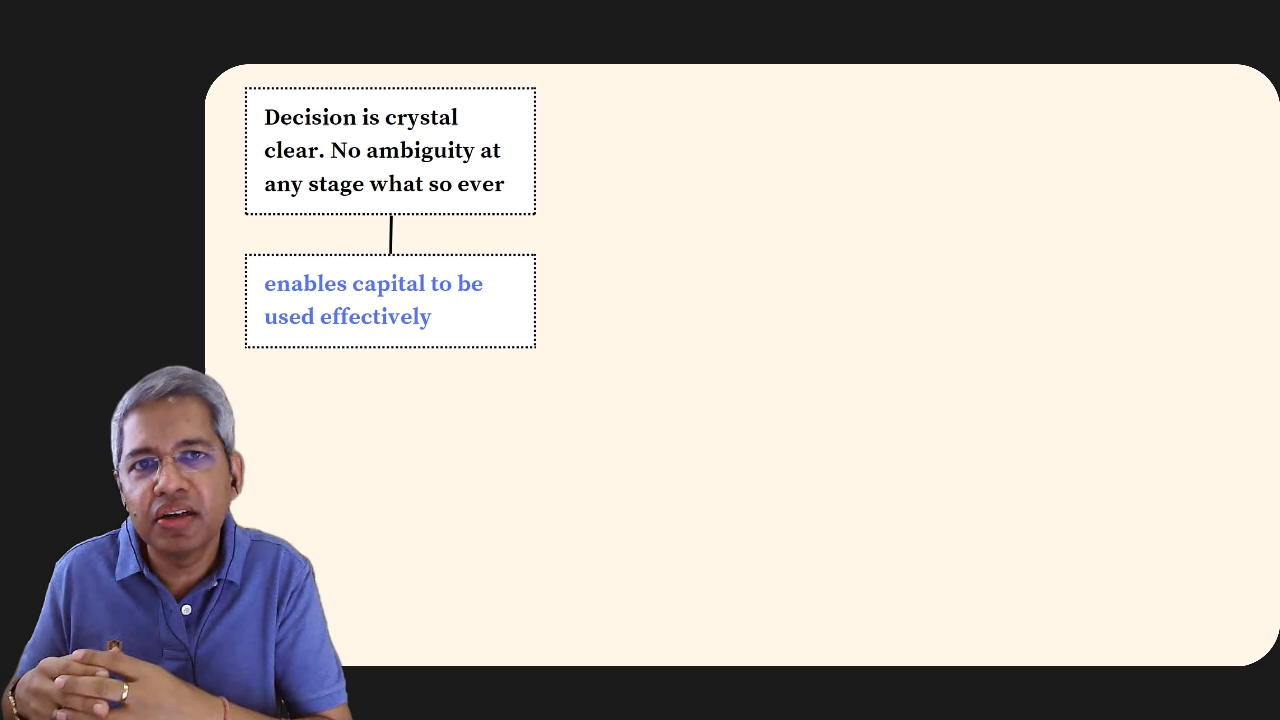 Decision is crystal
clear. No ambiguity at
any stage what so ever
enables capital to be
used effectively